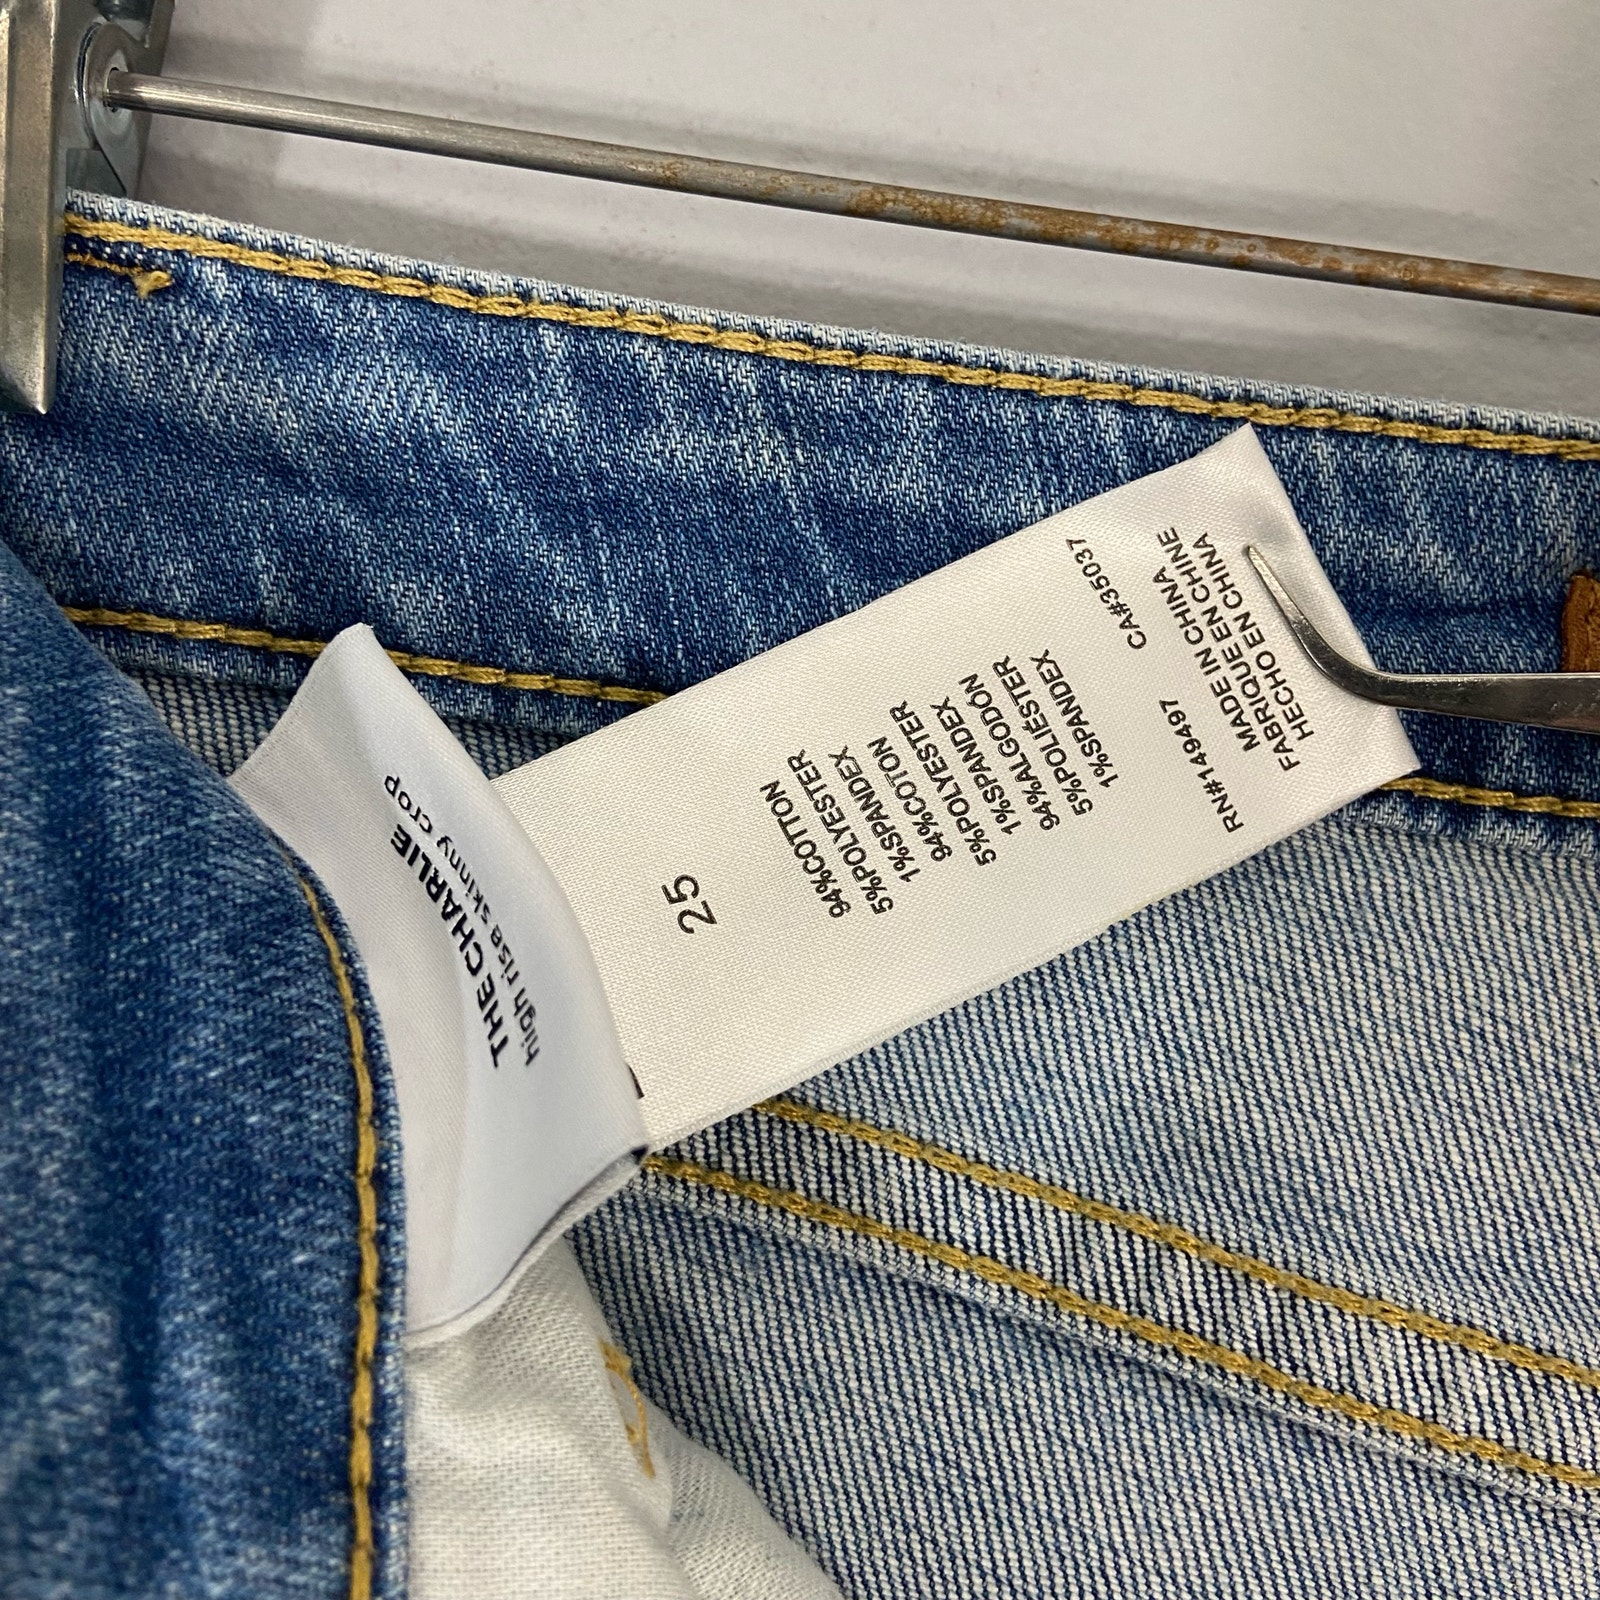 THE CHARLIE
high rise skinny crop
25
94%COTTON
5%POLYESTER
1%SPANDEX
94%COTON
5%POLYESTER
1%SPANDEX
94%ALGODÓN
5%POLIÉSTER
1%SPANDEX
RN#149497 CA#35037
MADE IN CHINA
FABRIQUE EN CHINE
HECHO EN CHINA